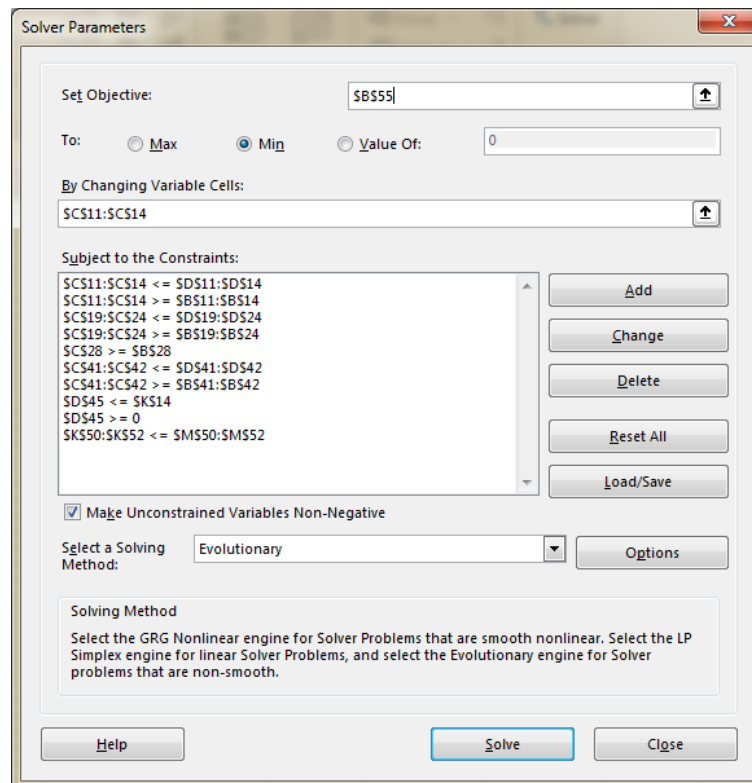 Solver Parameters
Set Objective:
$B$55
To:
Max
Min
Value Of:
0
By Changing Variable Cells:
$C$11:$C$14
Subject to the Constraints:
$C$11:$C$14 <= $D$11:$D$14
$C$11:$C$14 >= $B$11:$B$14
$C$19:$C$24 <= $D$19:$D$24
$C$19:$C$24 >= $B$19:$B$24
$C$28 >= $B$28
$C$41:$C$42 <= $D$41:$D$42
$C$41:$C$42 >= $B$41:$B$42
$D$45 <= $K$14
$D$45 >= 0
$K$50:$K$52 <= $M$50:$M$52
Add
Change
Delete
Reset All
Load/Save
Make Unconstrained Variables Non-Negative
Select a Solving
Method:
Evolutionary
Options
Solving Method
Select the GRG Nonlinear engine for Solver Problems that are smooth nonlinear. Select the LP
Simplex engine for linear Solver Problems, and select the Evolutionary engine for Solver
problems that are non-smooth.
Help
Solve
Close